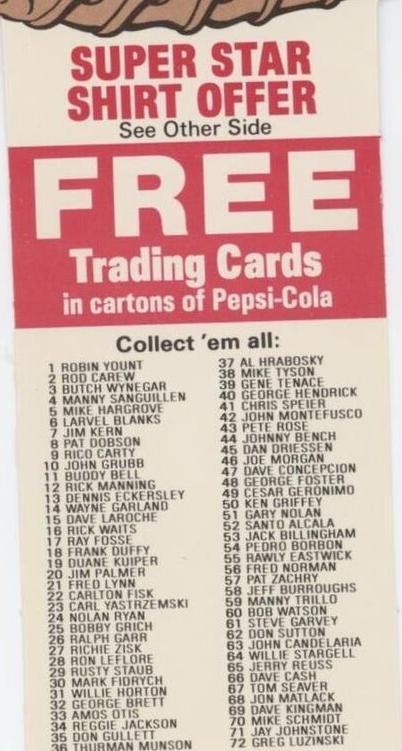 SUPER STAR
SHIRT OFFER
See Other Side
FREE
Trading Cards
in cartons of Pepsi-Cola
Collect 'em all:
1 ROBIN YOUNT
2 ROD CAREW
3 BUTCH WYNEGAR
4 MANNY SANGUILLEN
5 MIKE HARGROVE
6 LARVEL BLANKS
7 JIM KERN
8 PAT DOBSON
9 RICO CARTY
10 JOHN GRUBB
11 BUDDY BELL
12 RICK MANNING
13 DENNIS ECKERSLEY
14 WAYNE GARLAND
15 DAVE LAROCHE
16 RICK WAITS
17 RAY FOSSE
18 FRANK DUFFY
19 DUANE KUIPER
20 JIM PALMER
21 FRED LYNN
22 CARLTON FISK
23 CARL YASTRZEMSKI
24 NOLAN RYAN
25 BOBBY GRICH
26 RALPH GARR
27 RICHIE ZISK
28 RON LEFLORE
29 RUSTY STAUB
30 MARK FIDRYCH
31 WILLIE HORTON
32 GEORGE BRETT
33 AMOS OTIS
34 REGGIE JACKSON
35 DON GULLETT
36 THURMAN MUNSON
37 AL HRABOSKY
38 MIKE TYSON
39 GENE TENACE
40 GEORGE HENDRICK
41 CHRIS SPEIER
42 JOHN MONTEFUSCO
43 PETE ROSE
44 JOHNNY BENCH
45 DAN DRIESSEN
46 JOE MORGAN
47 DAVE CONCEPCION
48 GEORGE FOSTER
49 CESAR GERONIMO
50 KEN GRIFFEY
51 GARY NOLAN
52 SANTO ALCALA
53 JACK BILLINGHAM
54 PEDRO BORBON
55 RAWLY EASTWICK
56 FRED NORMAN
57 PAT ZACHRY
58 JEFF BURROUGHS
59 MANNY TRILLO
60 BOB WATSON
61 STEVE GARVEY
62 DON SUTTON
63 JOHN CANDELARIA
64 WILLIE STARGELL
65 JERRY REUSS
66 DAVE CASH
67 TOM SEAVER
68 JON MATLACK
69 DAVE KINGMAN
70 MIKE SCHMIDT
71 JAY JOHNSTONE
72 GREG LUZINSKI